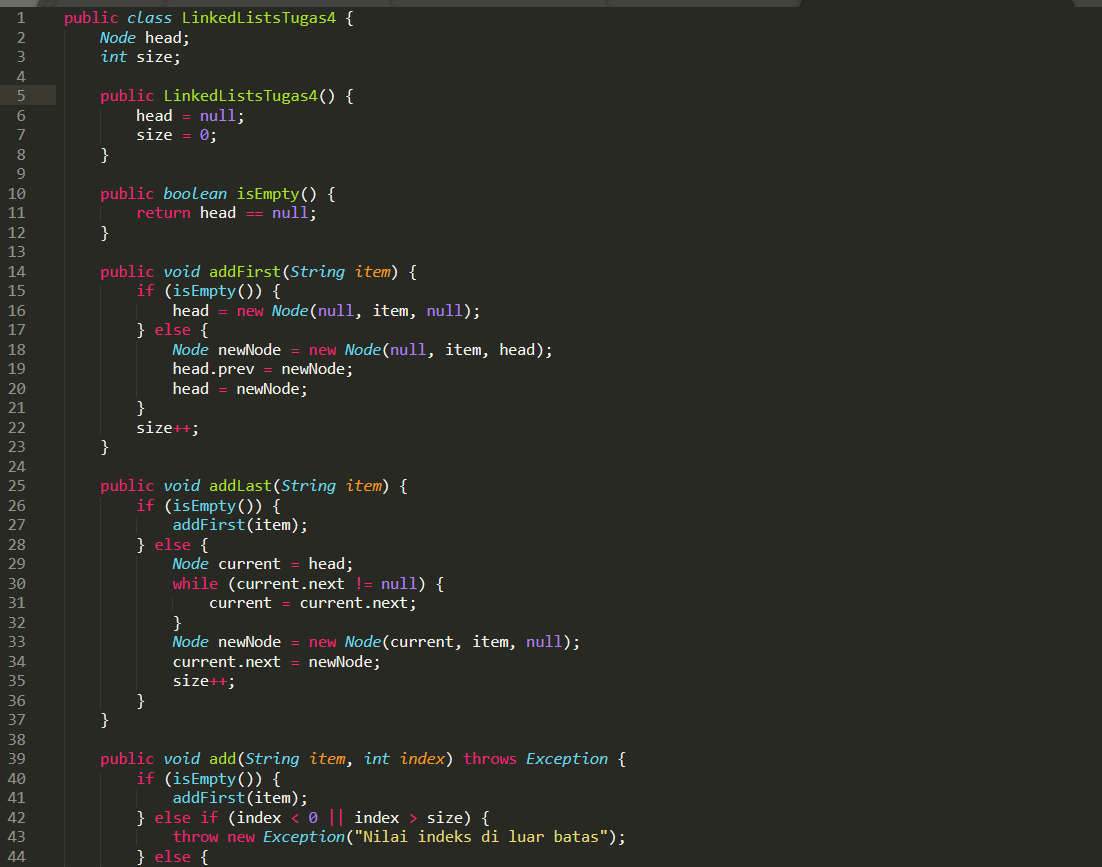 1 public class LinkedListsTugas4 {
2 Node head;
3 int size;
4
5 public LinkedListsTugas4() {
6 head = null;
7 size = 0;
8 }
9
10 public boolean isEmpty() {
11 return head == null;
12 }
13
14 public void addFirst(String item) {
15 if (isEmpty()) {
16 head = new Node(null, item, null);
17 } else {
18 Node newNode = new Node(null, item, head);
19 head.prev = newNode;
20 head = newNode;
21 }
22 size++;
23 }
24
25 public void addLast(String item) {
26 if (isEmpty()) {
27 addFirst(item);
28 } else {
29 Node current = head;
30 while (current.next != null) {
31 current = current.next;
32 }
33 Node newNode = new Node(current, item, null);
34 current.next = newNode;
35 size++;
36 }
37 }
38
39 public void add(String item, int index) throws Exception {
40 if (isEmpty()) {
41 addFirst(item);
42 } else if (index < 0 || index > size) {
43 throw new Exception("Nilai indeks di luar batas");
44 } else {